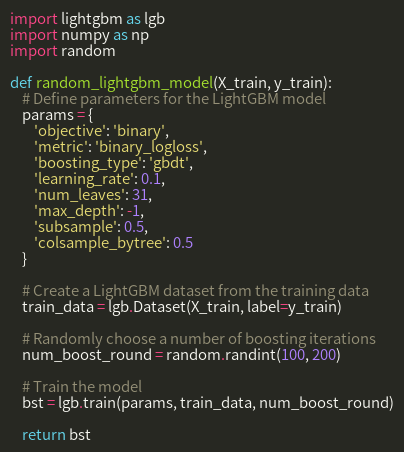 import lightgbm as lgb
import numpy as np
import random

def random_lightgbm_model(X_train, y_train):
    # Define parameters for the LightGBM model
    params = {
        'objective': 'binary',
        'metric': 'binary_logloss',
        'boosting_type': 'gbdt',
        'learning_rate': 0.1,
        'num_leaves': 31,
        'max_depth': -1,
        'subsample': 0.5,
        'colsample_bytree': 0.5
    }

    # Create a LightGBM dataset from the training data
    train_data = lgb.Dataset(X_train, label=y_train)

    # Randomly choose a number of boosting iterations
    num_boost_round = random.randint(100, 200)

    # Train the model
    bst = lgb.train(params, train_data, num_boost_round)

    return bst